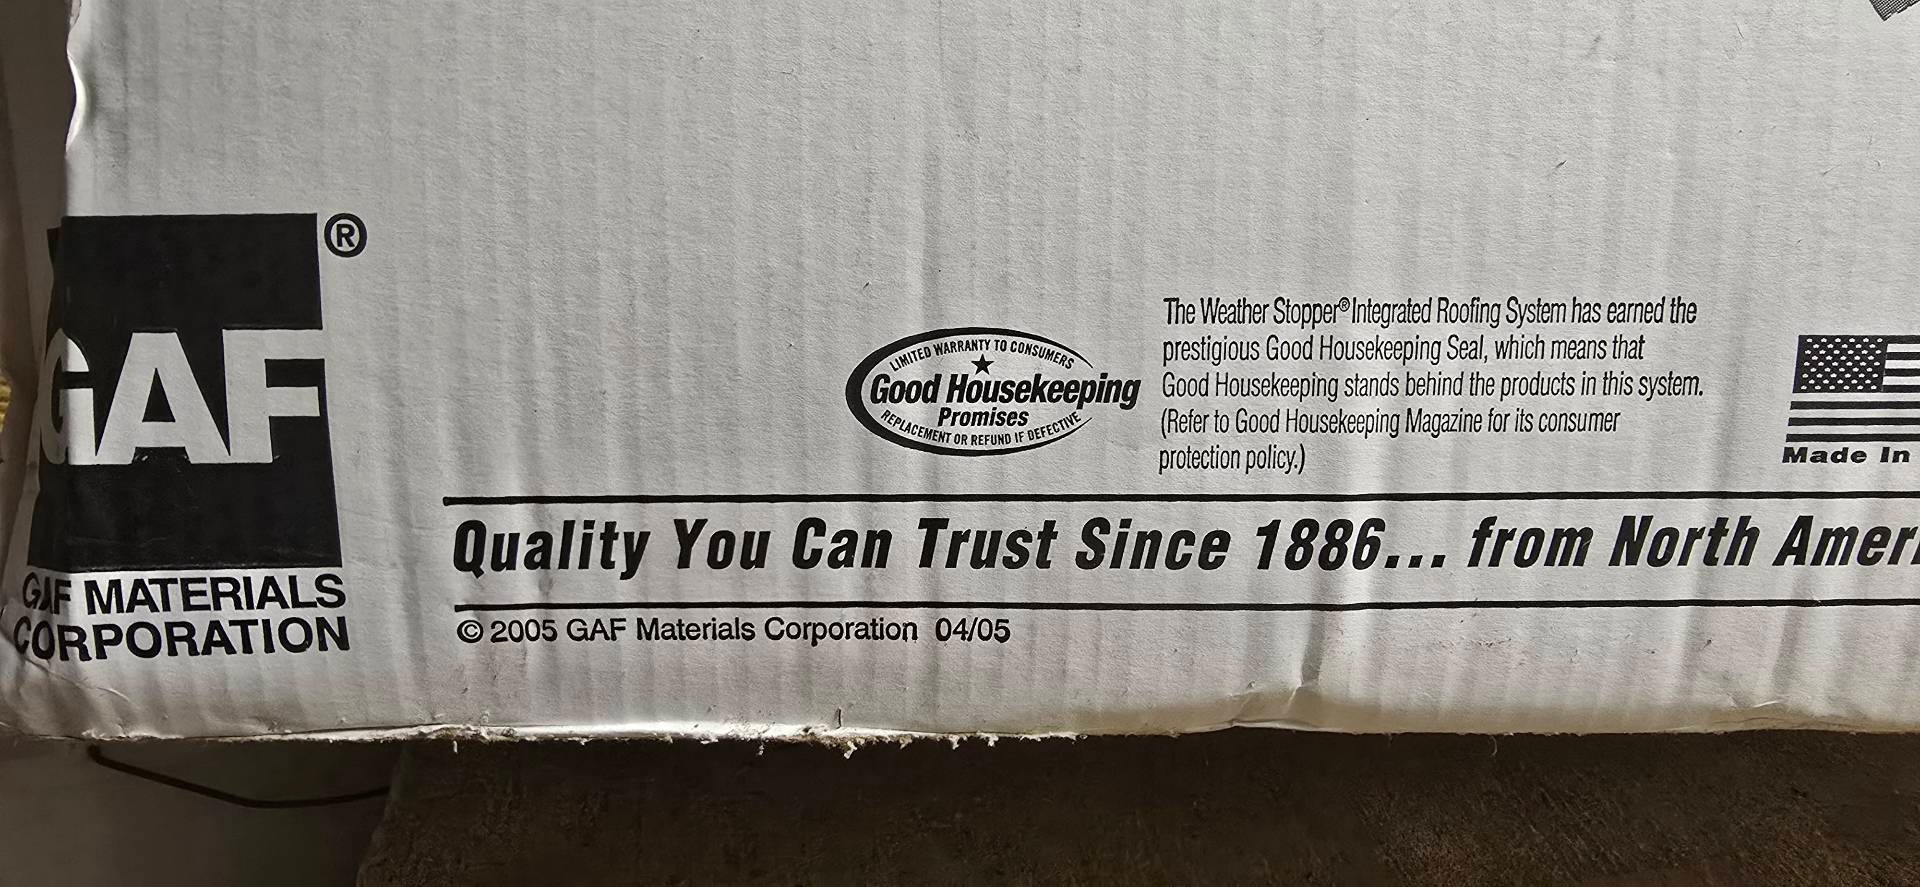 ®
GAF
GAF MATERIALS
CORPORATION
LIMITED WARRANTY TO CONSUMERS
Good Housekeeping
Promises
REPLACEMENT OR REFUND IF DEFECTIVE
The Weather Stopper® Integrated Roofing System has earned the
prestigious Good Housekeeping Seal, which means that
Good Housekeeping stands behind the products in this system.
(Refer to Good Housekeeping Magazine for its consumer
protection policy.)
Made In
Quality You Can Trust Since 1886... from North Ameri
© 2005 GAF Materials Corporation 04/05